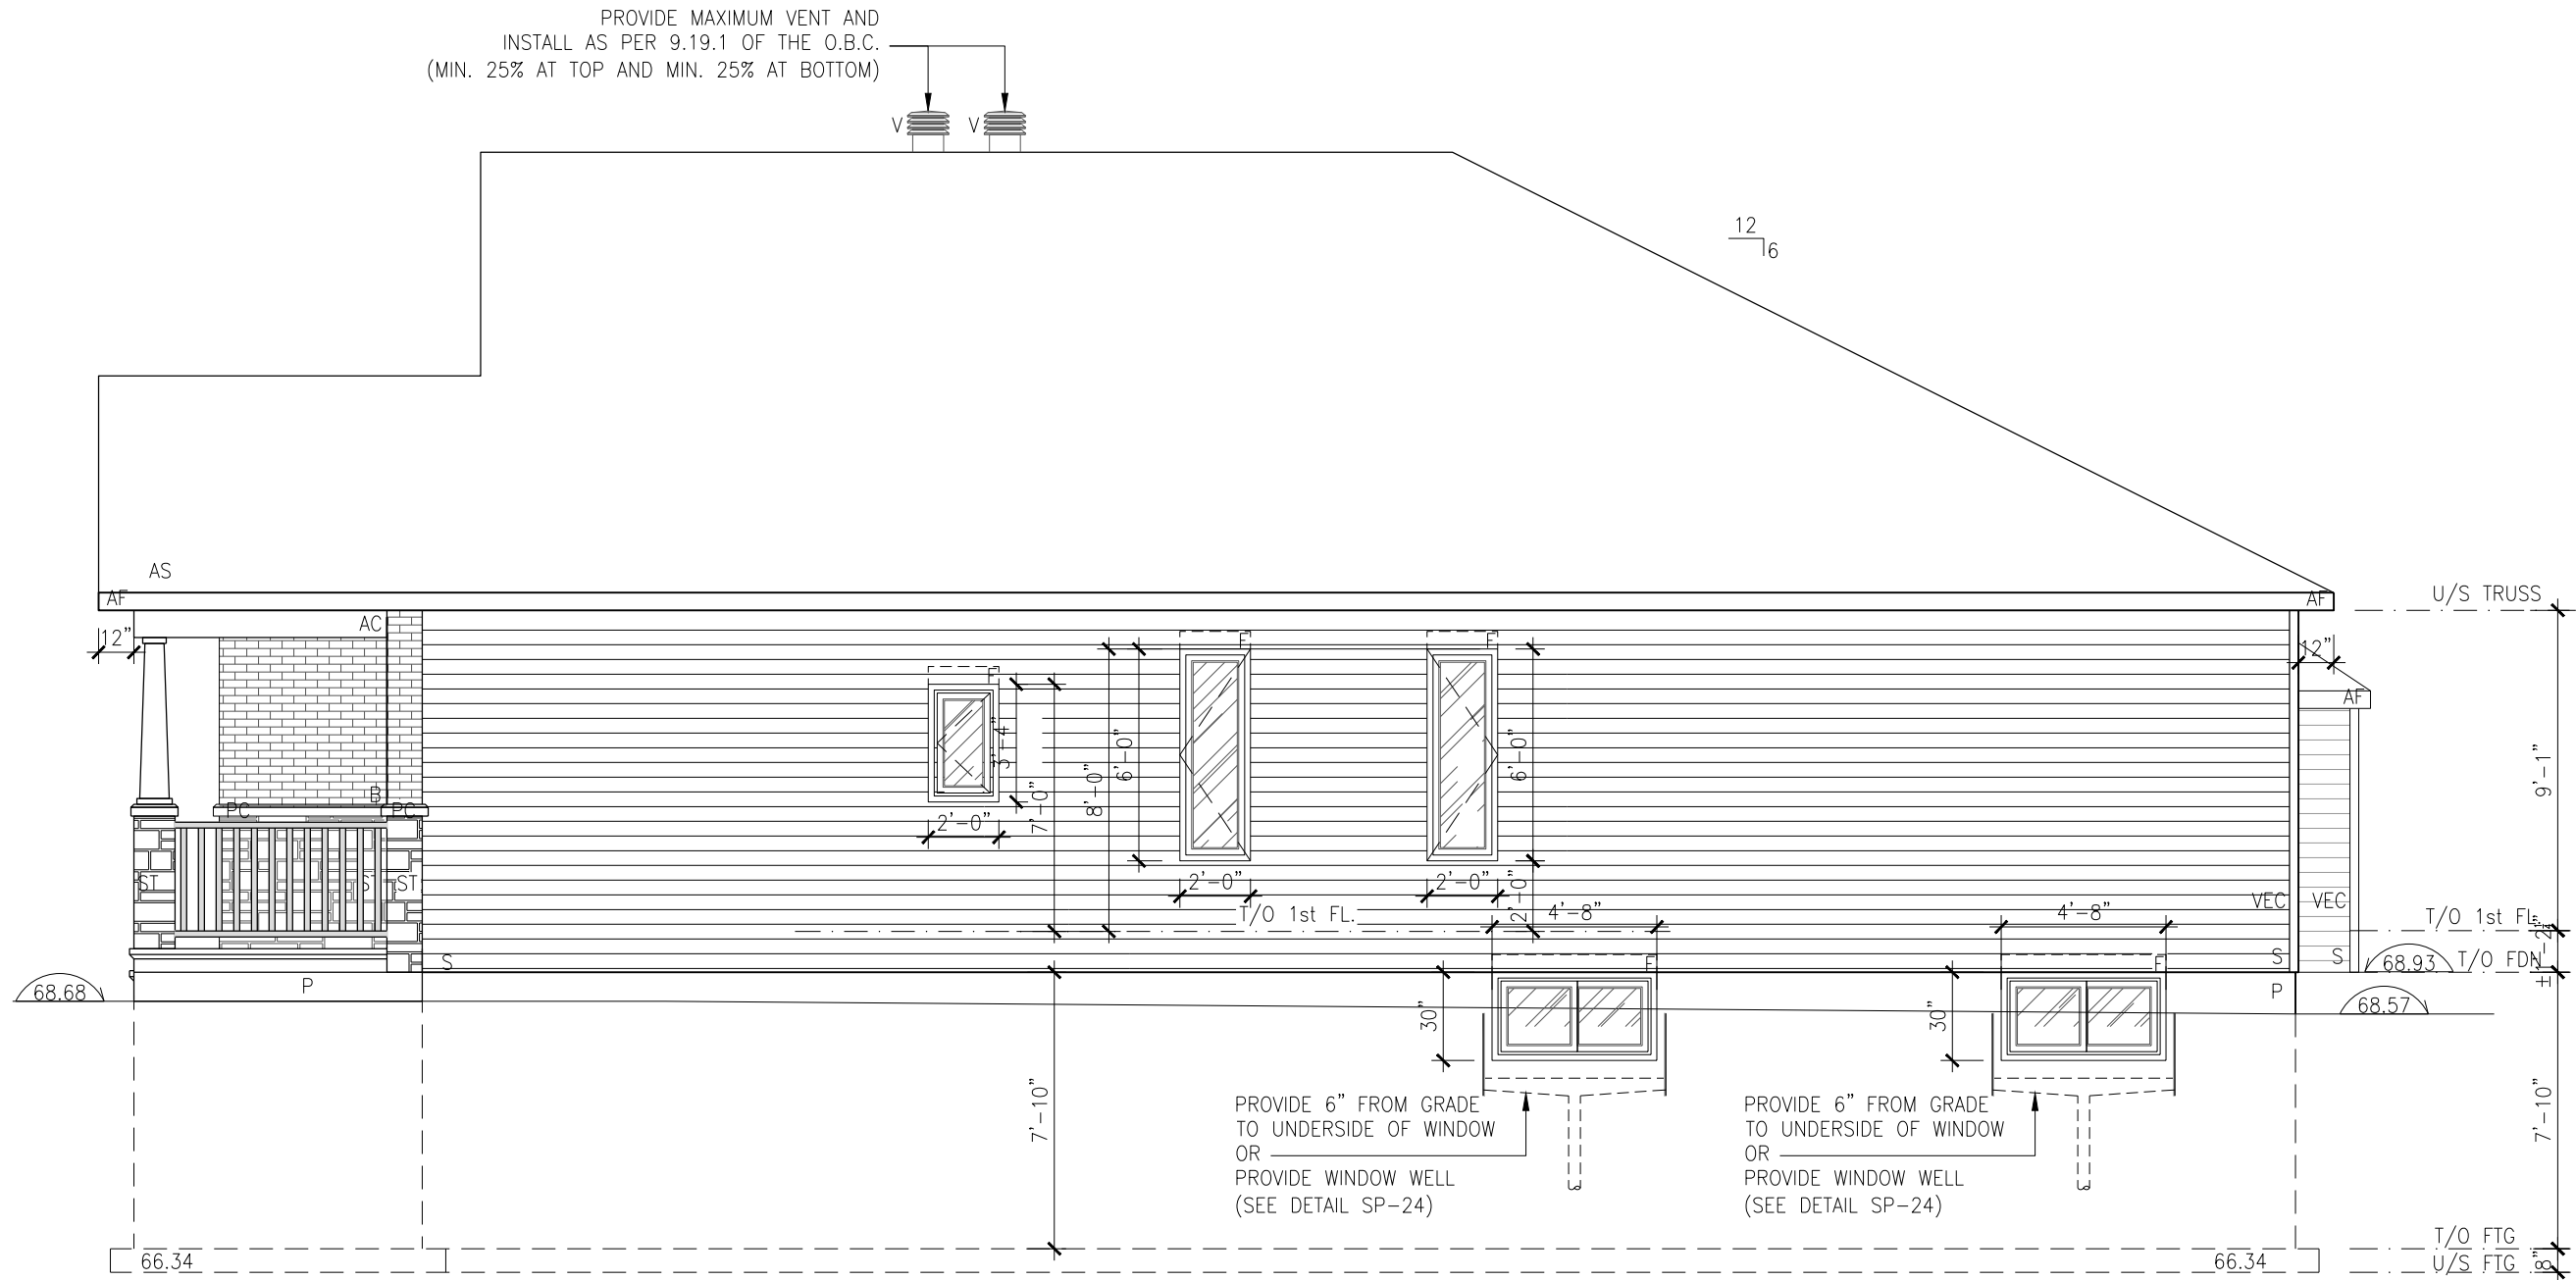 PROVIDE MAXIMUM VENT AND
INSTALL AS PER 9.19.1 OF THE O.B.C.
(MIN. 25% AT TOP AND MIN. 25% AT BOTTOM)
V V
12
6
AS
AF
AF
U/S TRUSS
AC
12"
12"
F
F
F
AF
3'-4"
7'-0"
8'-0"
6'-0"
6'-0"
9'-1"
B
PC
PC
2'-0"
2'-0"
2'-0"
2'-0"
ST
ST
ST
VEC
VEC
T/O 1st FL.
4'-8"
4'-8"
T/O 1st FL.
S
F
F
S
S
68.93
T/O FDN
68.68
P
P
68.57
30"
30"
7'-10"
7'-10"
PROVIDE 6" FROM GRADE
TO UNDERSIDE OF WINDOW
OR
PROVIDE WINDOW WELL
(SEE DETAIL SP-24)
PROVIDE 6" FROM GRADE
TO UNDERSIDE OF WINDOW
OR
PROVIDE WINDOW WELL
(SEE DETAIL SP-24)
T/O FTG
66.34
66.34
U/S FTG
8"